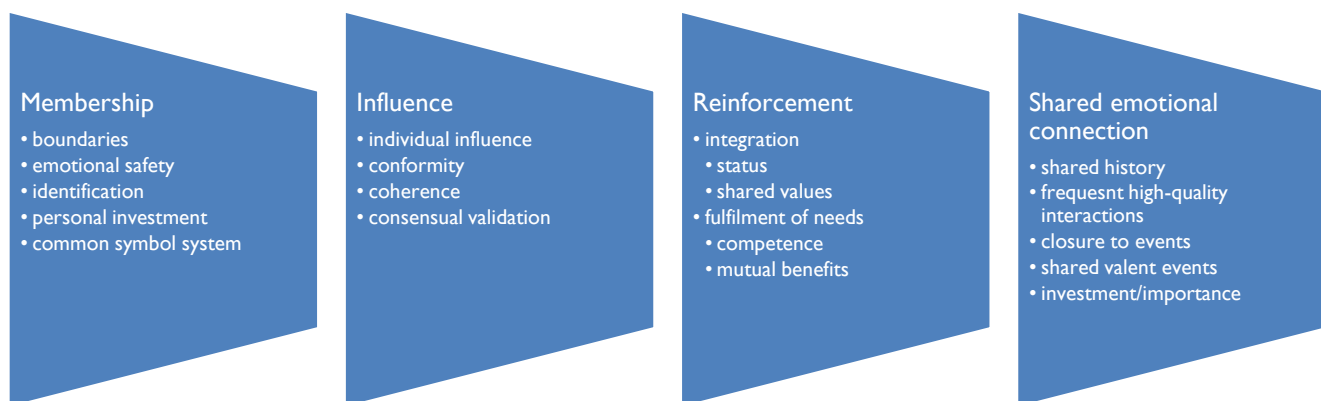 Membership
• boundaries
• emotional safety
• identification
• personal investment
• common symbol system
Influence
• individual influence
• conformity
• coherence
• consensual validation
Reinforcement
• integration
• status
• shared values
• fulfilment of needs
• competence
• mutual benefits
Shared emotional
connection
• shared history
• frequesnt high-quality
interactions
• closure to events
• shared valent events
• investment/importance